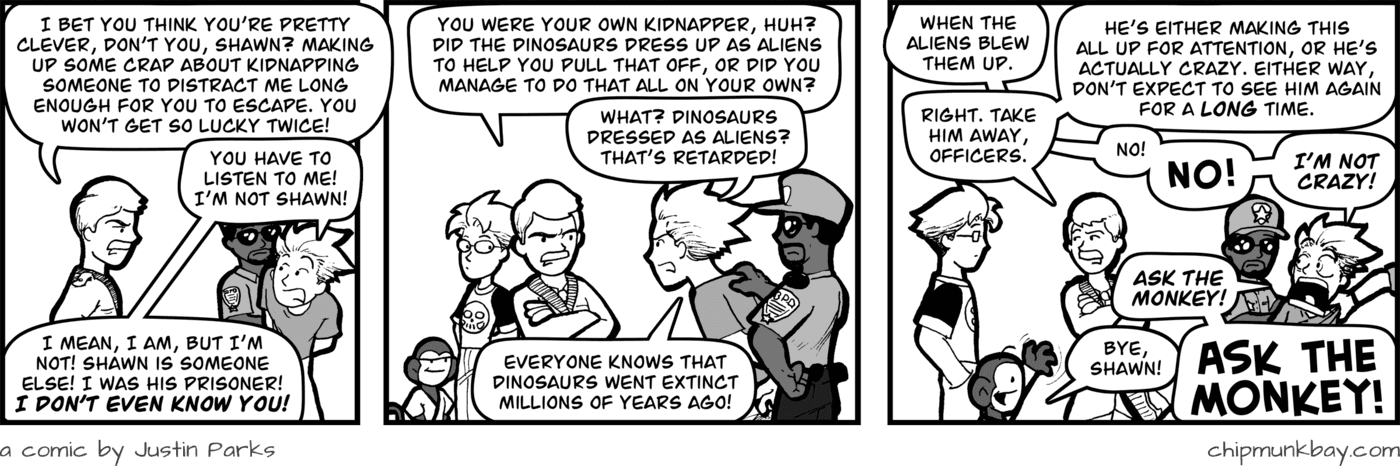 I BET YOU THINK YOU'RE PRETTY
CLEVER, DON'T YOU, SHAWN? MAKING
UP SOME CRAP ABOUT KIDNAPPING
SOMEONE TO DISTRACT ME LONG
ENOUGH FOR YOU TO ESCAPE. YOU
WON'T GET SO LUCKY TWICE!
YOU HAVE TO
LISTEN TO ME!
I'M NOT SHAWN!
I MEAN, I AM, BUT I'M
NOT! SHAWN IS SOMEONE
ELSE! I WAS HIS PRISONER!
I DON'T EVEN KNOW YOU!
YOU WERE YOUR OWN KIDNAPPER, HUH?
DID THE DINOSAURS DRESS UP AS ALIENS
TO HELP YOU PULL THAT OFF, OR DID YOU
MANAGE TO DO THAT ALL ON YOUR OWN?
WHAT? DINOSAURS
DRESSED AS ALIENS?
THAT'S RETARDED!
EVERYONE KNOWS THAT
DINOSAURS WENT EXTINCT
MILLIONS OF YEARS AGO!
WHEN THE
ALIENS BLEW
THEM UP.
RIGHT. TAKE
HIM AWAY,
OFFICERS.
HE'S EITHER MAKING THIS
ALL UP FOR ATTENTION, OR HE'S
ACTUALLY CRAZY. EITHER WAY,
DON'T EXPECT TO SEE HIM AGAIN
FOR A LONG TIME.
NO!
NO!
I'M NOT
CRAZY!
ASK THE
MONKEY!
BYE,
SHAWN!
ASK THE
MONKEY!
a comic by Justin Parks
chipmunkbay.com